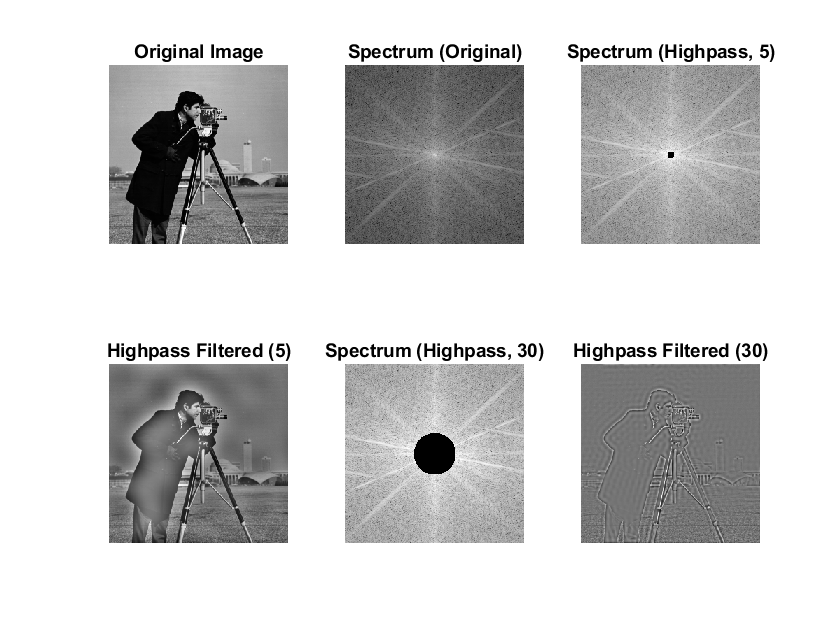 Original Image
Spectrum (Original)
Spectrum (Highpass, 5)
Highpass Filtered (5)
Spectrum (Highpass, 30)
Highpass Filtered (30)